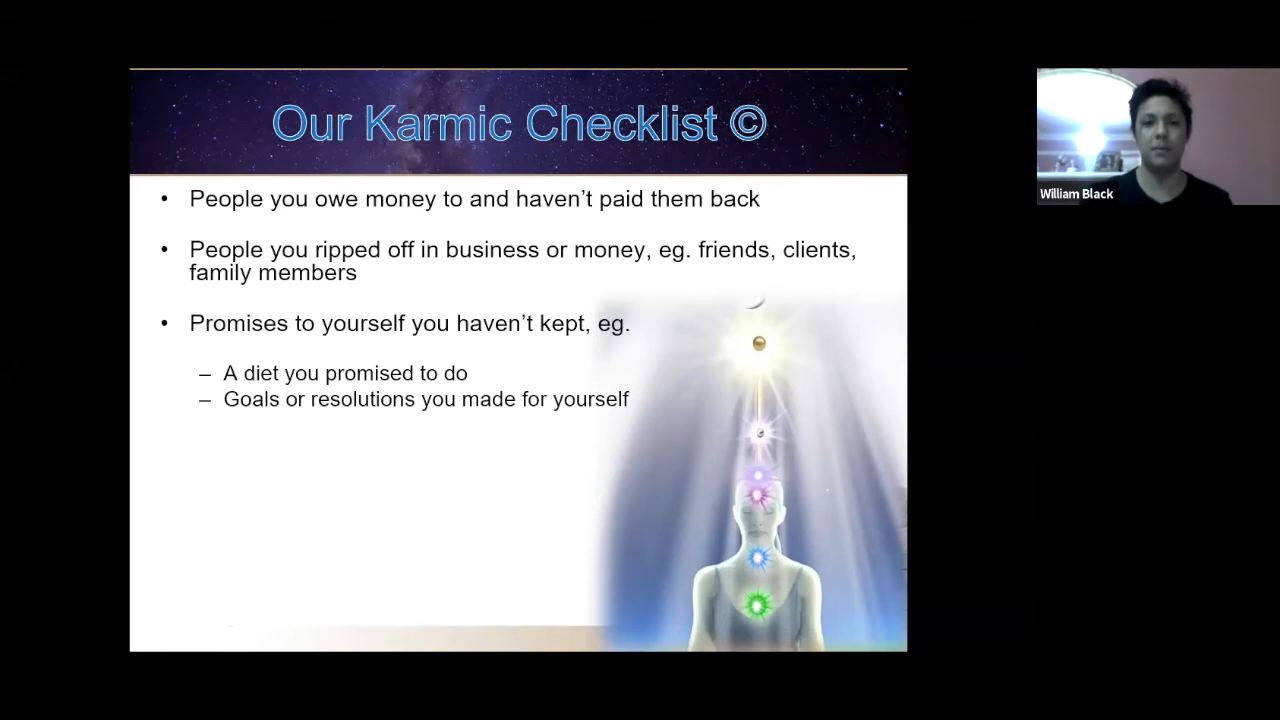 Our Karmic Checklist ©
• People you owe money to and haven’t paid them back
• People you ripped off in business or money, eg. friends, clients,
family members
• Promises to yourself you haven’t kept, eg.
– A diet you promised to do
– Goals or resolutions you made for yourself
William Black